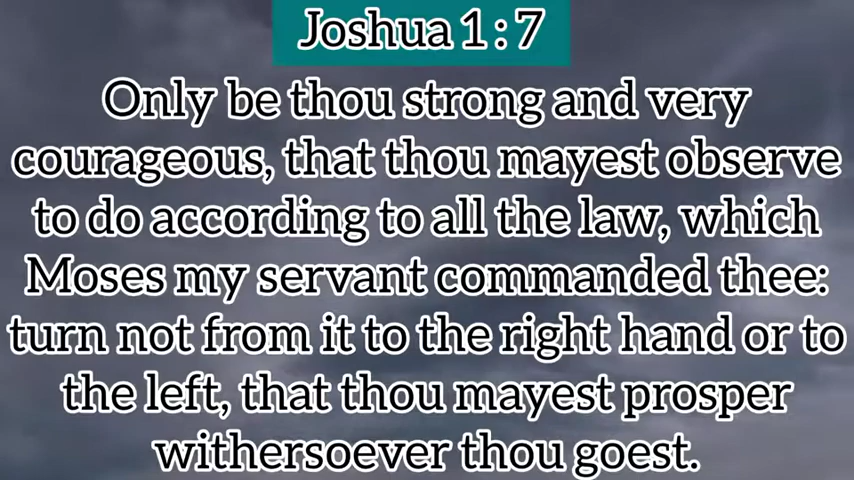 Joshua 1 : 7
Only be thou strong and very
courageous, that thou mayest observe
to do according to all the law, which
Moses my servant commanded thee:
turn not from it to the right hand or to
the left, that thou mayest prosper
withersoever thou goest.